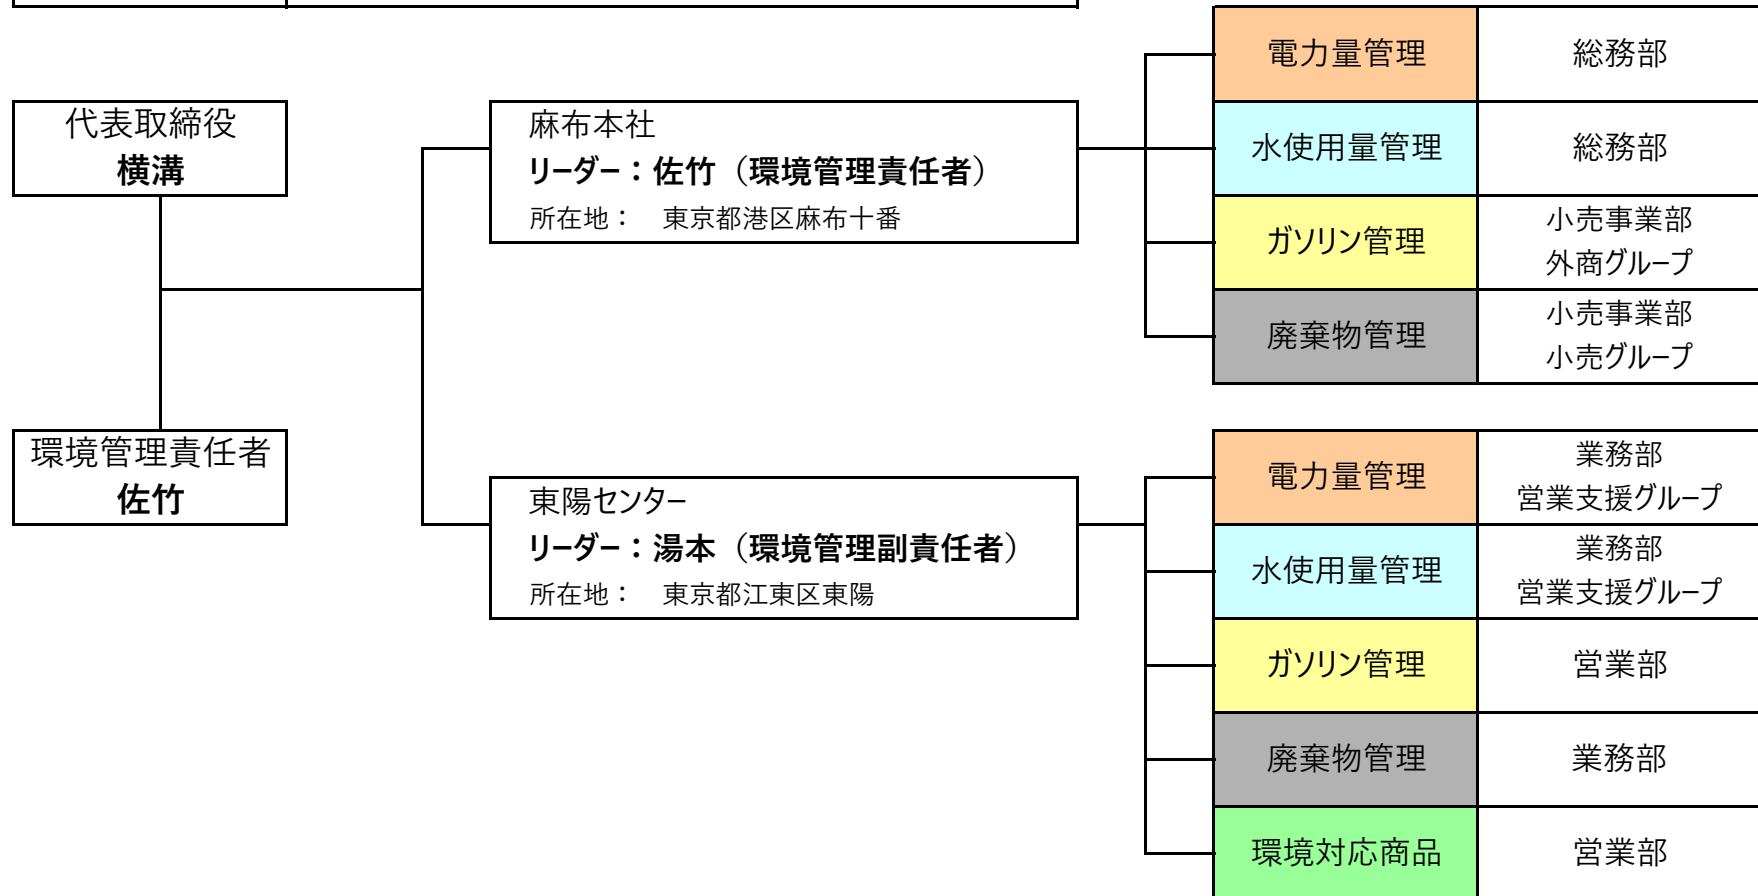 代表取締役
横溝
環境管理責任者
佐竹
麻布本社
リーダー：佐竹（環境管理責任者）
所在地：　東京都港区麻布十番
電力量管理　総務部
水使用量管理　総務部
ガソリン管理　小売事業部
外商グループ
廃棄物管理　小売事業部
小売グループ
東陽センター
リーダー：湯本（環境管理副責任者）
所在地：　東京都江東区東陽
電力量管理　業務部
営業支援グループ
水使用量管理　業務部
営業支援グループ
ガソリン管理　営業部
廃棄物管理　業務部
環境対応商品　営業部